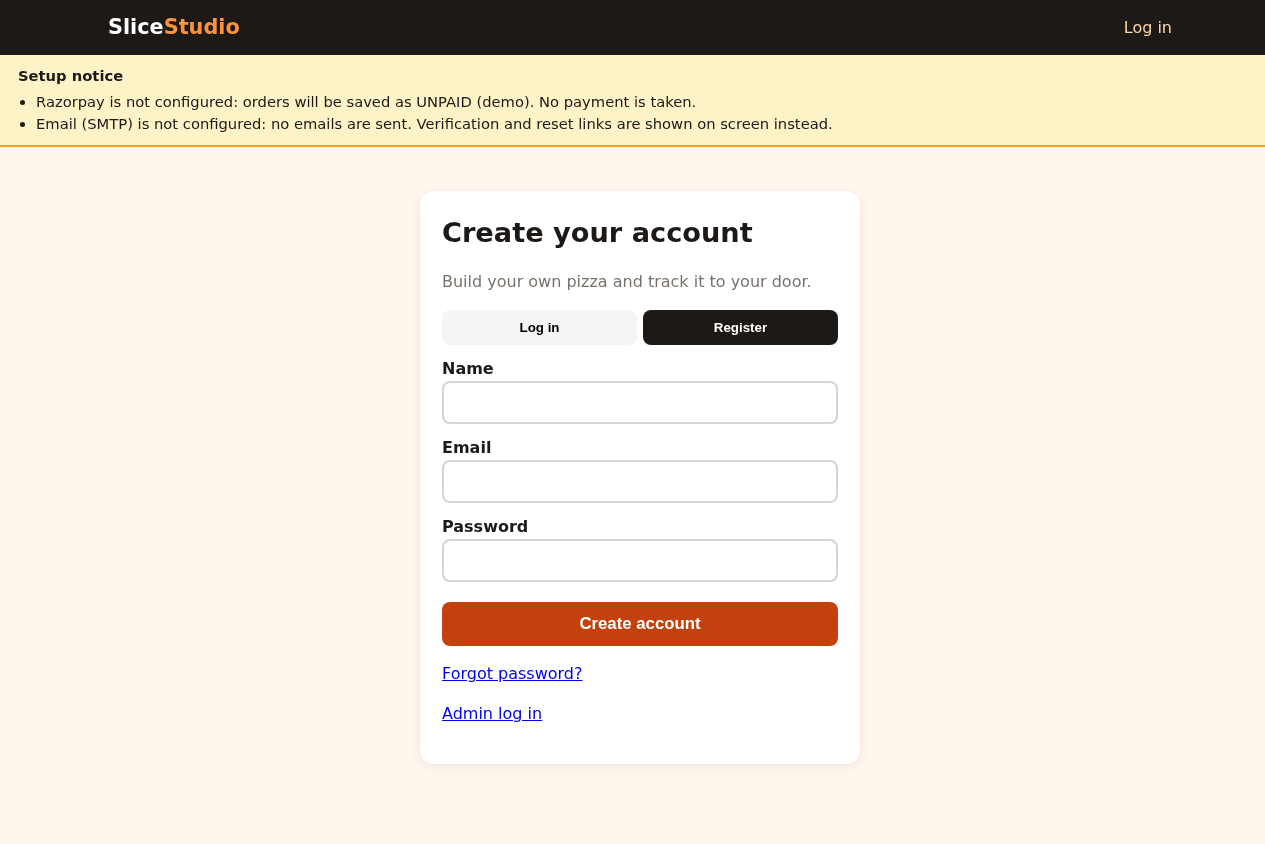 SliceStudio
Log in
Setup notice
• Razorpay is not configured: orders will be saved as UNPAID (demo). No payment is taken.
• Email (SMTP) is not configured: no emails are sent. Verification and reset links are shown on screen instead.
Create your account
Build your own pizza and track it to your door.
Log in
Register
Name
Email
Password
Create account
Forgot password?
Admin log in